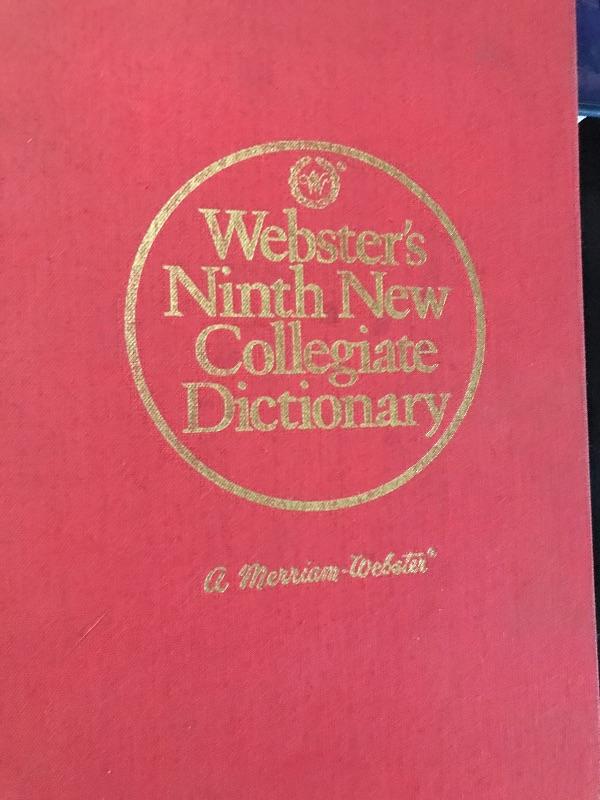 Webster's
Ninth New
Collegiate
Dictionary
A Merriam-Webster®